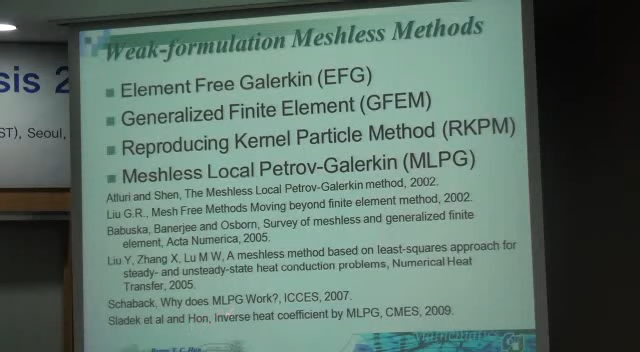 Weak-formulation Meshless Methods
Element Free Galerkin (EFG)
Generalized Finite Element (GFEM)
Reproducing Kernel Particle Method (RKPM)
Meshless Local Petrov-Galerkin (MLPG)
Atluri and Shen, The Meshless Local Petrov-Galerkin method, 2002.
Liu G.R., Mesh Free Methods Moving beyond finite element method, 2002.
Babuska, Banerjee and Osborn, Survey of meshless and generalized finite
element, Acta Numerica, 2005.
Liu Y, Zhang X, Lu M W, A meshless method based on least-squares approach for
steady- and unsteady-state heat conduction problems, Numerical Heat
Transfer, 2005.
Schaback, Why does MLPG Work?, ICCES, 2007.
Sladek et al and Hon, Inverse heat coefficient by MLPG, CMES, 2009.
sis 2
ST), Seoul,